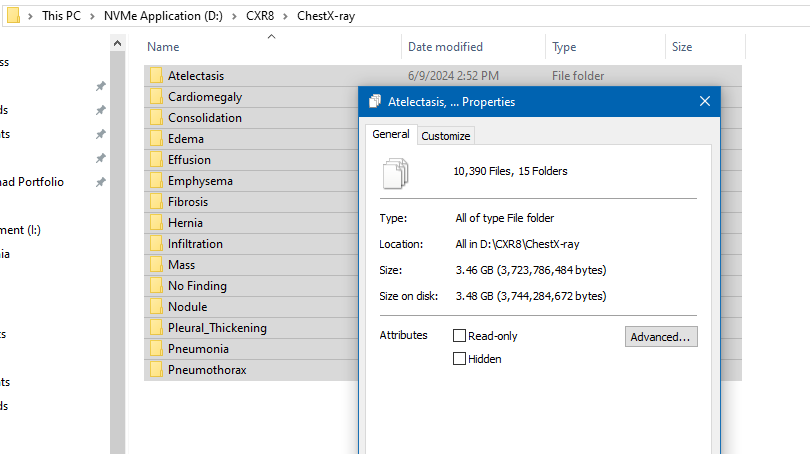 This PC > NVMe Application (D:) > CXR8 > ChestX-ray
Name Date modified Type Size
ss
ds
nts
nad Portfolio
ment (I:)
nia
ts
nts
ds
Atelectasis 6/9/2024 2:52 PM File folder
Cardiomegaly
Consolidation
Edema
Effusion
Emphysema
Fibrosis
Hernia
Infiltration
Mass
No Finding
Nodule
Pleural_Thickening
Pneumonia
Pneumothorax
Atelectasis, ... Properties
General Customize
10,390 Files, 15 Folders
Type: All of type File folder
Location: All in D:\CXR8\ChestX-ray
Size: 3.46 GB (3,723,786,484 bytes)
Size on disk: 3.48 GB (3,744,284,672 bytes)
Attributes Read-only Advanced...
Hidden